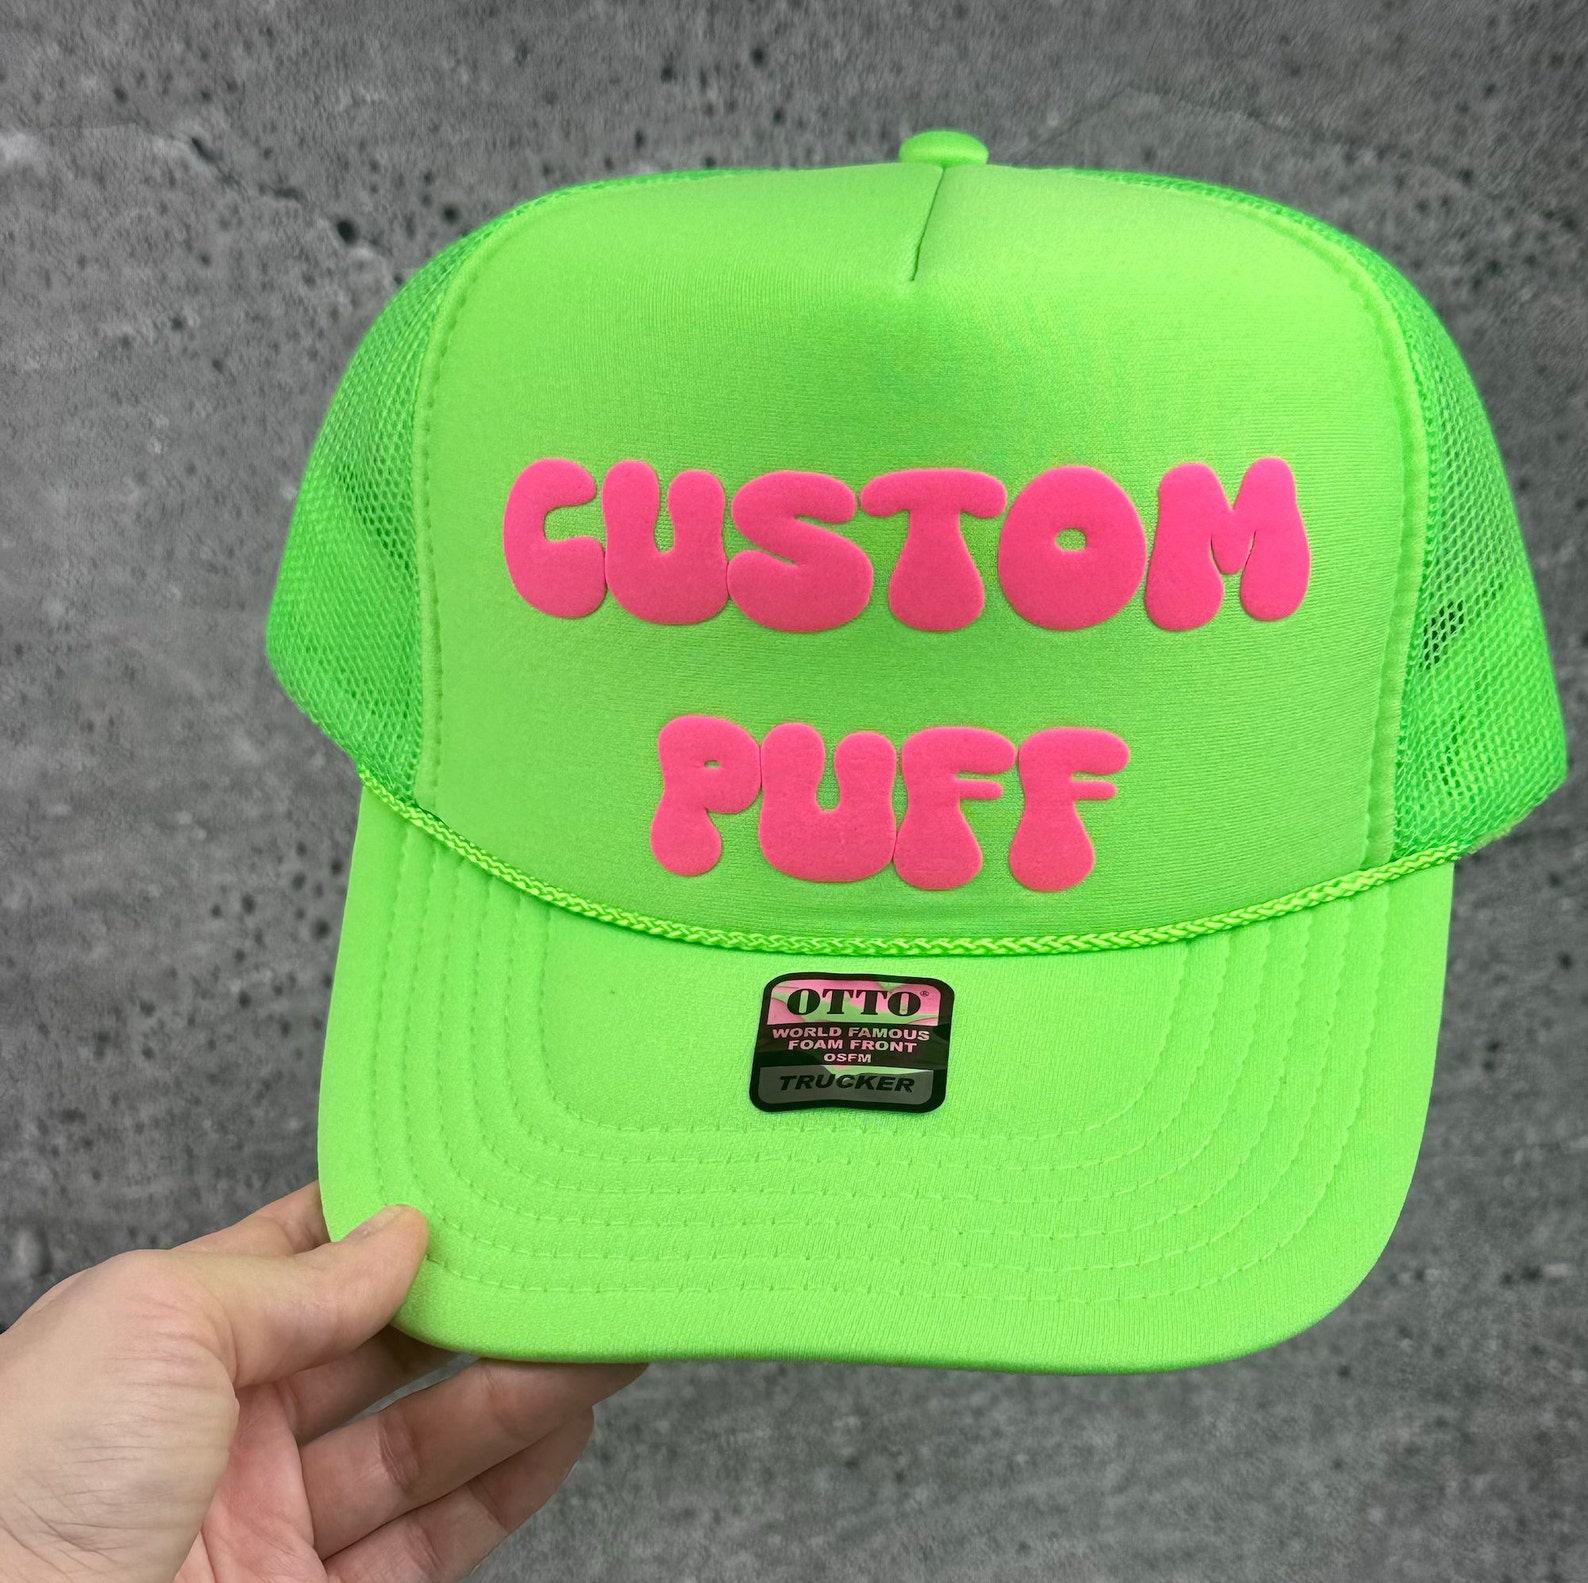 CUSTOM
PUFF
OTTO®
WORLD FAMOUS
FOAM FRONT
OSFM
TRUCKER